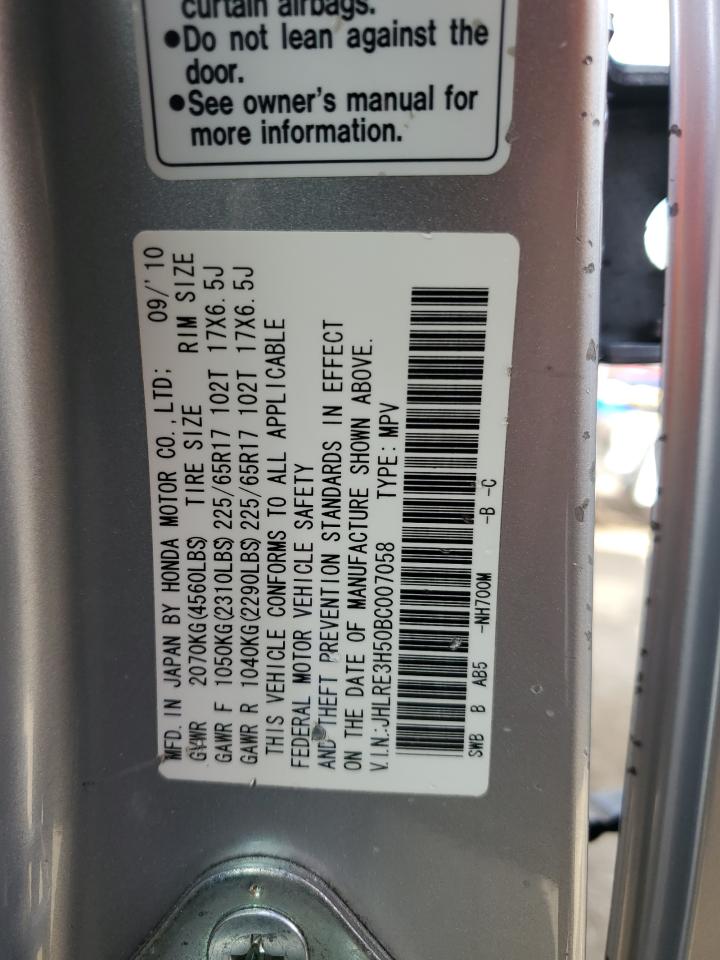 curtain airbags.
●Do not lean against the
door.
●See owner's manual for
more information.
MFD. IN JAPAN BY HONDA MOTOR CO., LTD; 09/'10
GVWR 2070KG(4560LBS) TIRE SIZE RIM SIZE
GAWR F 1050KG(2310LBS) 225/65R17 102T 17X6.5J
GAWR R 1040KG(2290LBS) 225/65R17 102T 17X6.5J
THIS VEHICLE CONFORMS TO ALL APPLICABLE
FEDERAL MOTOR VEHICLE SAFETY
AND THEFT PREVENTION STANDARDS IN EFFECT
ON THE DATE OF MANUFACTURE SHOWN ABOVE.
V.I.N:JHLRE3H50BC007058 TYPE:MPV
SWB B AB5 -NH700M -B -C